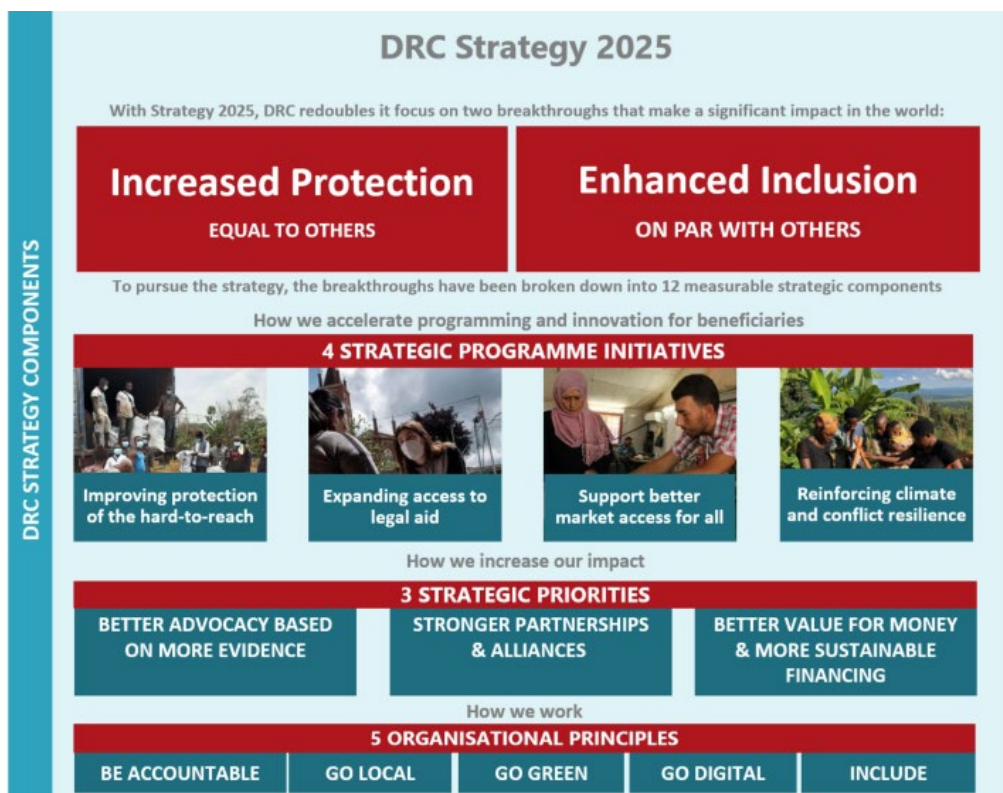 DRC STRATEGY COMPONENTS
DRC Strategy 2025
With Strategy 2025, DRC redoubles it focus on two breakthroughs that make a significant impact in the world:
Increased Protection
EQUAL TO OTHERS
Enhanced Inclusion
ON PAR WITH OTHERS
To pursue the strategy, the breakthroughs have been broken down into 12 measurable strategic components
How we accelerate programming and innovation for beneficiaries
4 STRATEGIC PROGRAMME INITIATIVES
Improving protection
of the hard-to-reach
Expanding access to
legal aid
Support better
market access for all
Reinforcing climate
and conflict resilience
How we increase our impact
3 STRATEGIC PRIORITIES
BETTER ADVOCACY BASED
ON MORE EVIDENCE
STRONGER PARTNERSHIPS
& ALLIANCES
BETTER VALUE FOR MONEY
& MORE SUSTAINABLE
FINANCING
How we work
5 ORGANISATIONAL PRINCIPLES
BE ACCOUNTABLE
GO LOCAL
GO GREEN
GO DIGITAL
INCLUDE